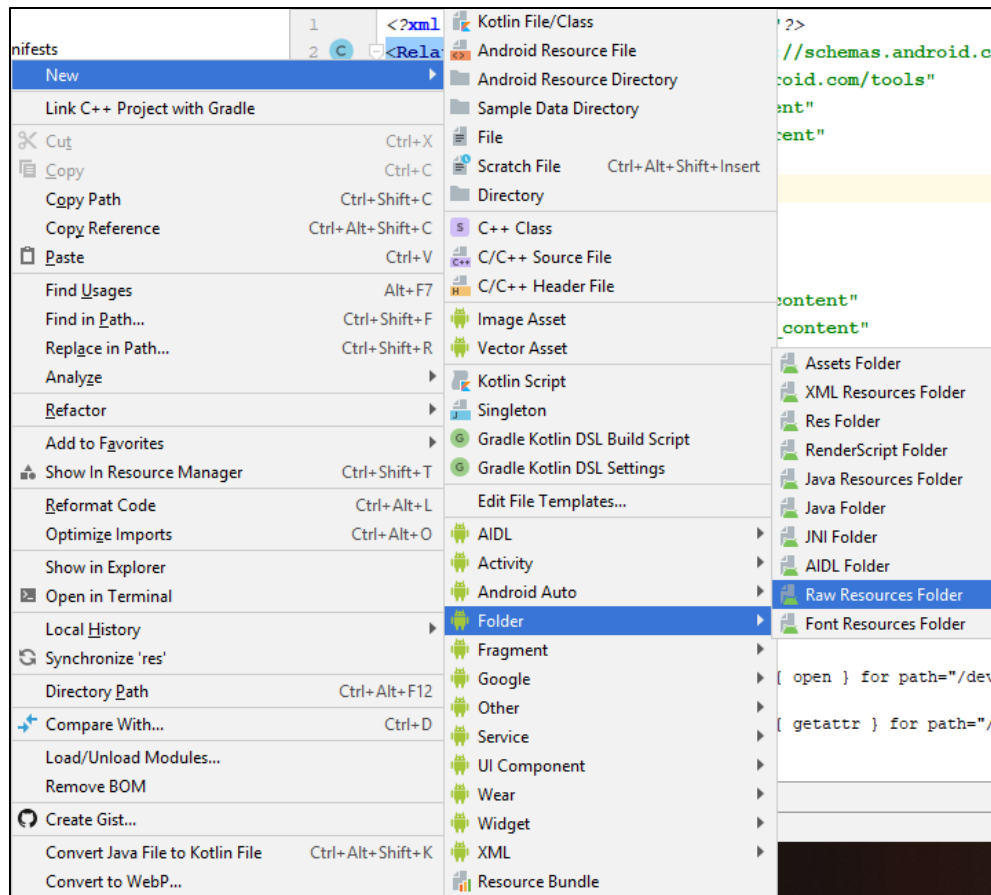 nifests
1 <?xml '?>
2 C <Rela ://schemas.android.c
roid.com/tools"
ent"
rent"
content"
_content"
{ open } for path="/dev
{ getattr } for path="/
New
Link C++ Project with Gradle
Cut Ctrl+X
Copy Ctrl+C
Copy Path Ctrl+Shift+C
Copy Reference Ctrl+Alt+Shift+C
Paste Ctrl+V
Find Usages Alt+F7
Find in Path... Ctrl+Shift+F
Replace in Path... Ctrl+Shift+R
Analyze
Refactor
Add to Favorites
Show In Resource Manager Ctrl+Shift+T
Reformat Code Ctrl+Alt+L
Optimize Imports Ctrl+Alt+O
Show in Explorer
Open in Terminal
Local History
Synchronize 'res'
Directory Path Ctrl+Alt+F12
Compare With... Ctrl+D
Load/Unload Modules...
Remove BOM
Create Gist...
Convert Java File to Kotlin File Ctrl+Alt+Shift+K
Convert to WebP...
Kotlin File/Class
Android Resource File
Android Resource Directory
Sample Data Directory
File
Scratch File Ctrl+Alt+Shift+Insert
Directory
S C++ Class
C++ C/C++ Source File
H C/C++ Header File
Image Asset
Vector Asset
Kotlin Script
J Singleton
G Gradle Kotlin DSL Build Script
G Gradle Kotlin DSL Settings
Edit File Templates...
AIDL
Activity
Android Auto
Folder
Fragment
Google
Other
Service
UI Component
Wear
Widget
XML
Resource Bundle
Assets Folder
XML Resources Folder
Res Folder
RenderScript Folder
Java Resources Folder
Java Folder
JNI Folder
AIDL Folder
Raw Resources Folder
Font Resources Folder